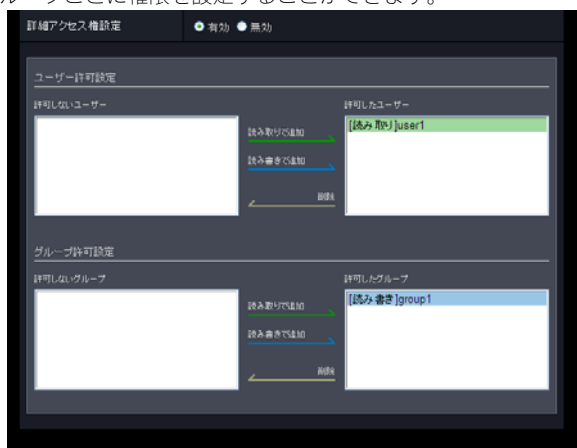 ループごとに権限を設定することができます。
詳細アクセス権設定 有効 無効
ユーザー許可設定
許可しないユーザー 許可したユーザー
[読み取り]user1
読み取りで追加
読み書きで追加
削除
グループ許可設定
許可しないグループ 許可したグループ
[読み書き]group1
読み取りで追加
読み書きで追加
削除